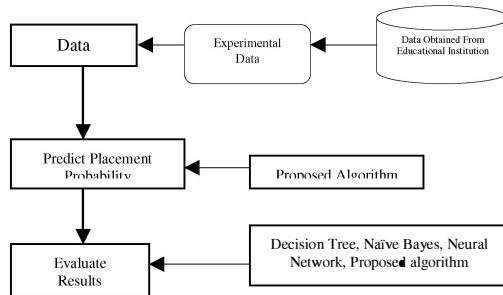 Data
Experimental
Data
Data Obtained From
Educational Institution
Predict Placement
Probability
Proposed Algorithm
Evaluate
Results
Decision Tree, Naïve Bayes, Neural
Network, Proposed algorithm